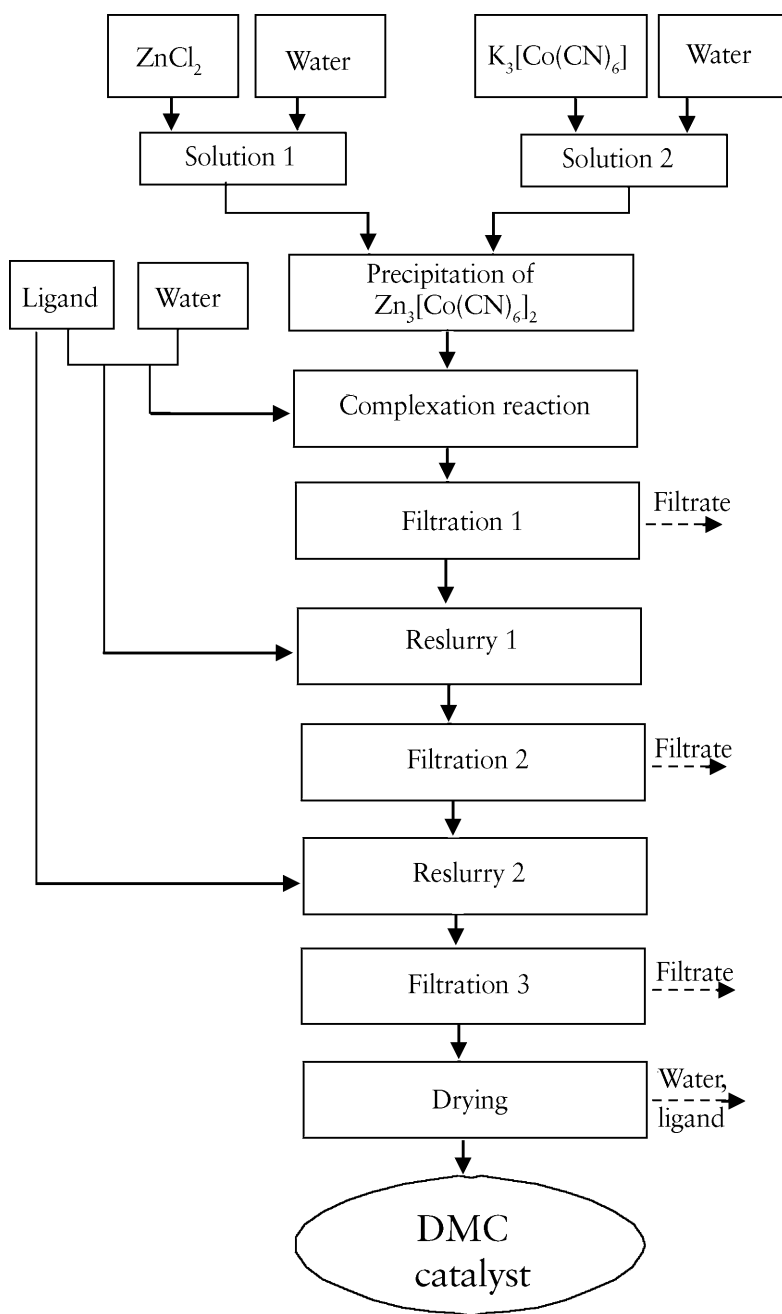 ZnCl₂
Water
K₃[Co(CN)₆]
Water
Solution 1
Solution 2
Precipitation of
Zn₃[Co(CN)₆]₂
Ligand
Water
Complexation reaction
Filtration 1
Filtrate
Reslurry 1
Filtration 2
Filtrate
Reslurry 2
Filtration 3
Filtrate
Drying
Water,
ligand
DMC
catalyst